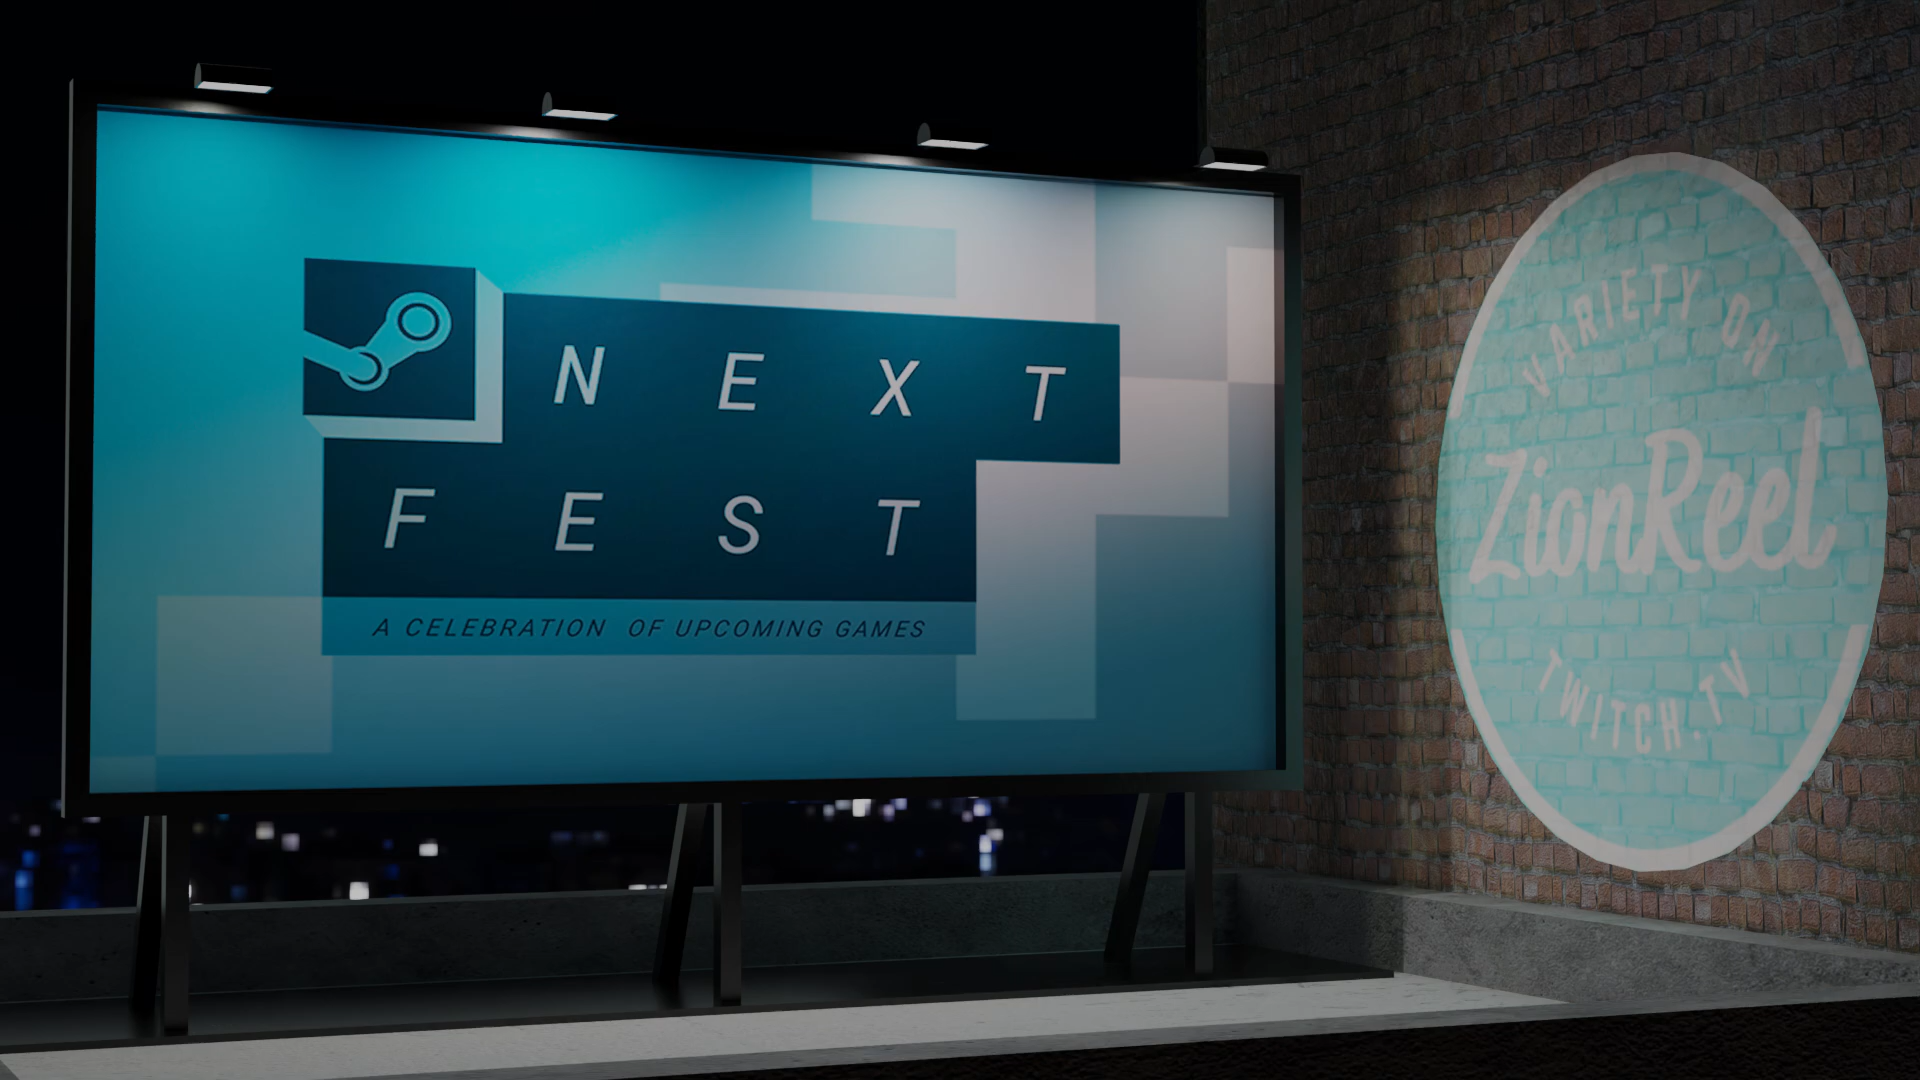 NEXT
FEST
A CELEBRATION OF UPCOMING GAMES
VARIETY ON
ZionReel
TWITCH.TV